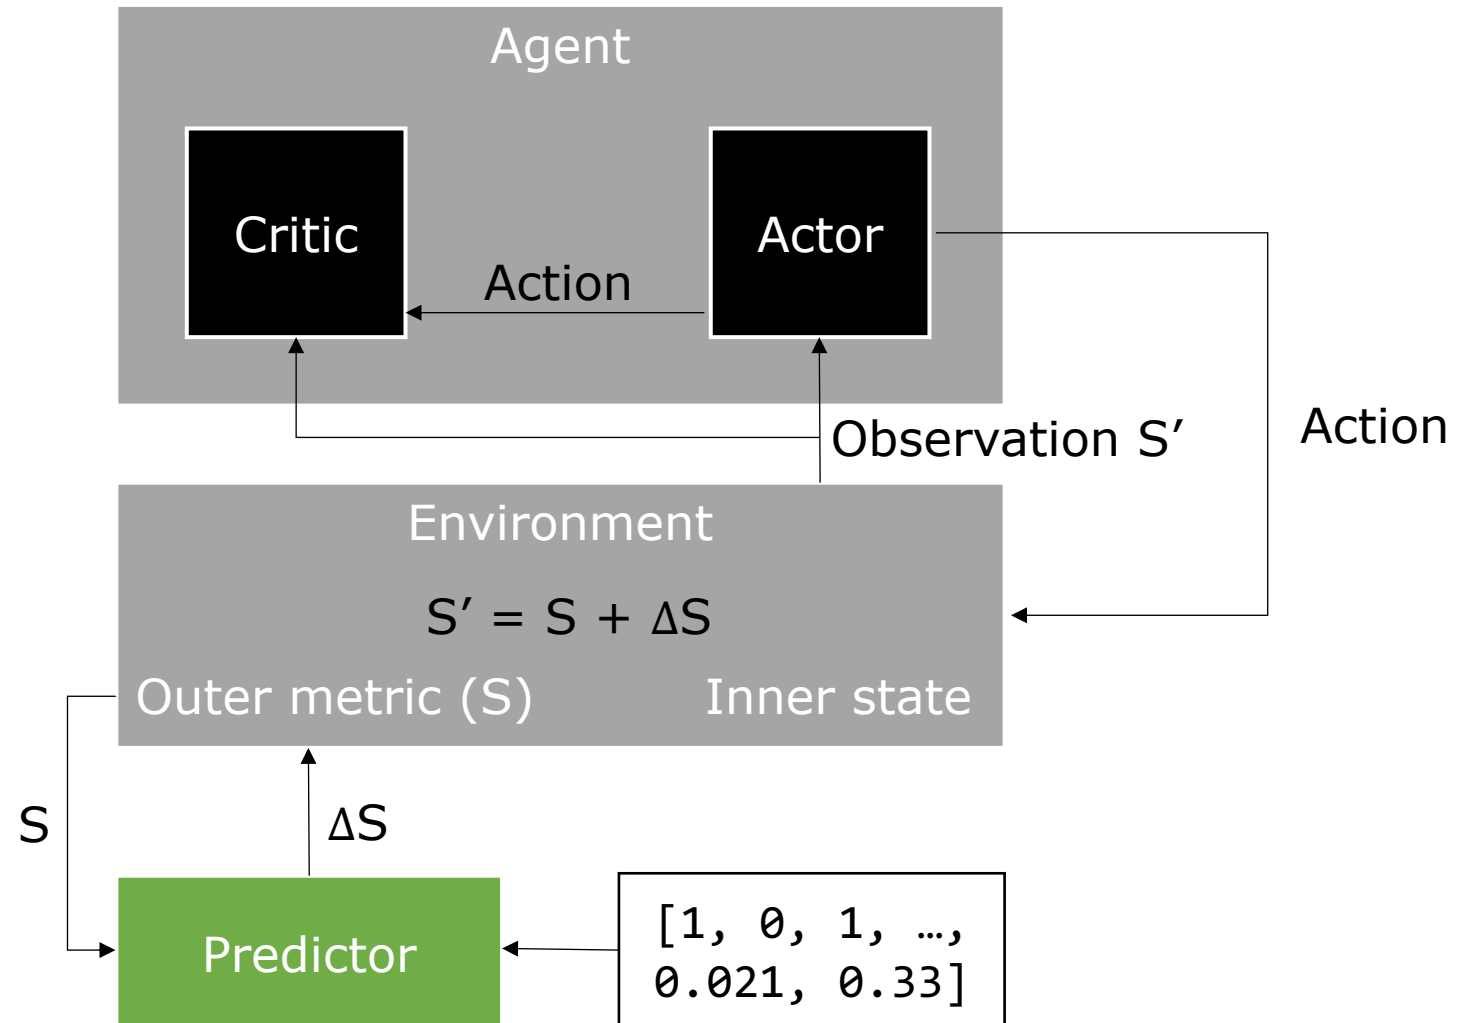 Agent
Critic
Actor
Action
Observation S′
Action
Environment
S′ = S + ΔS
Outer metric (S)
Inner state
S
ΔS
Predictor
[1, 0, 1, …,
0.021, 0.33]